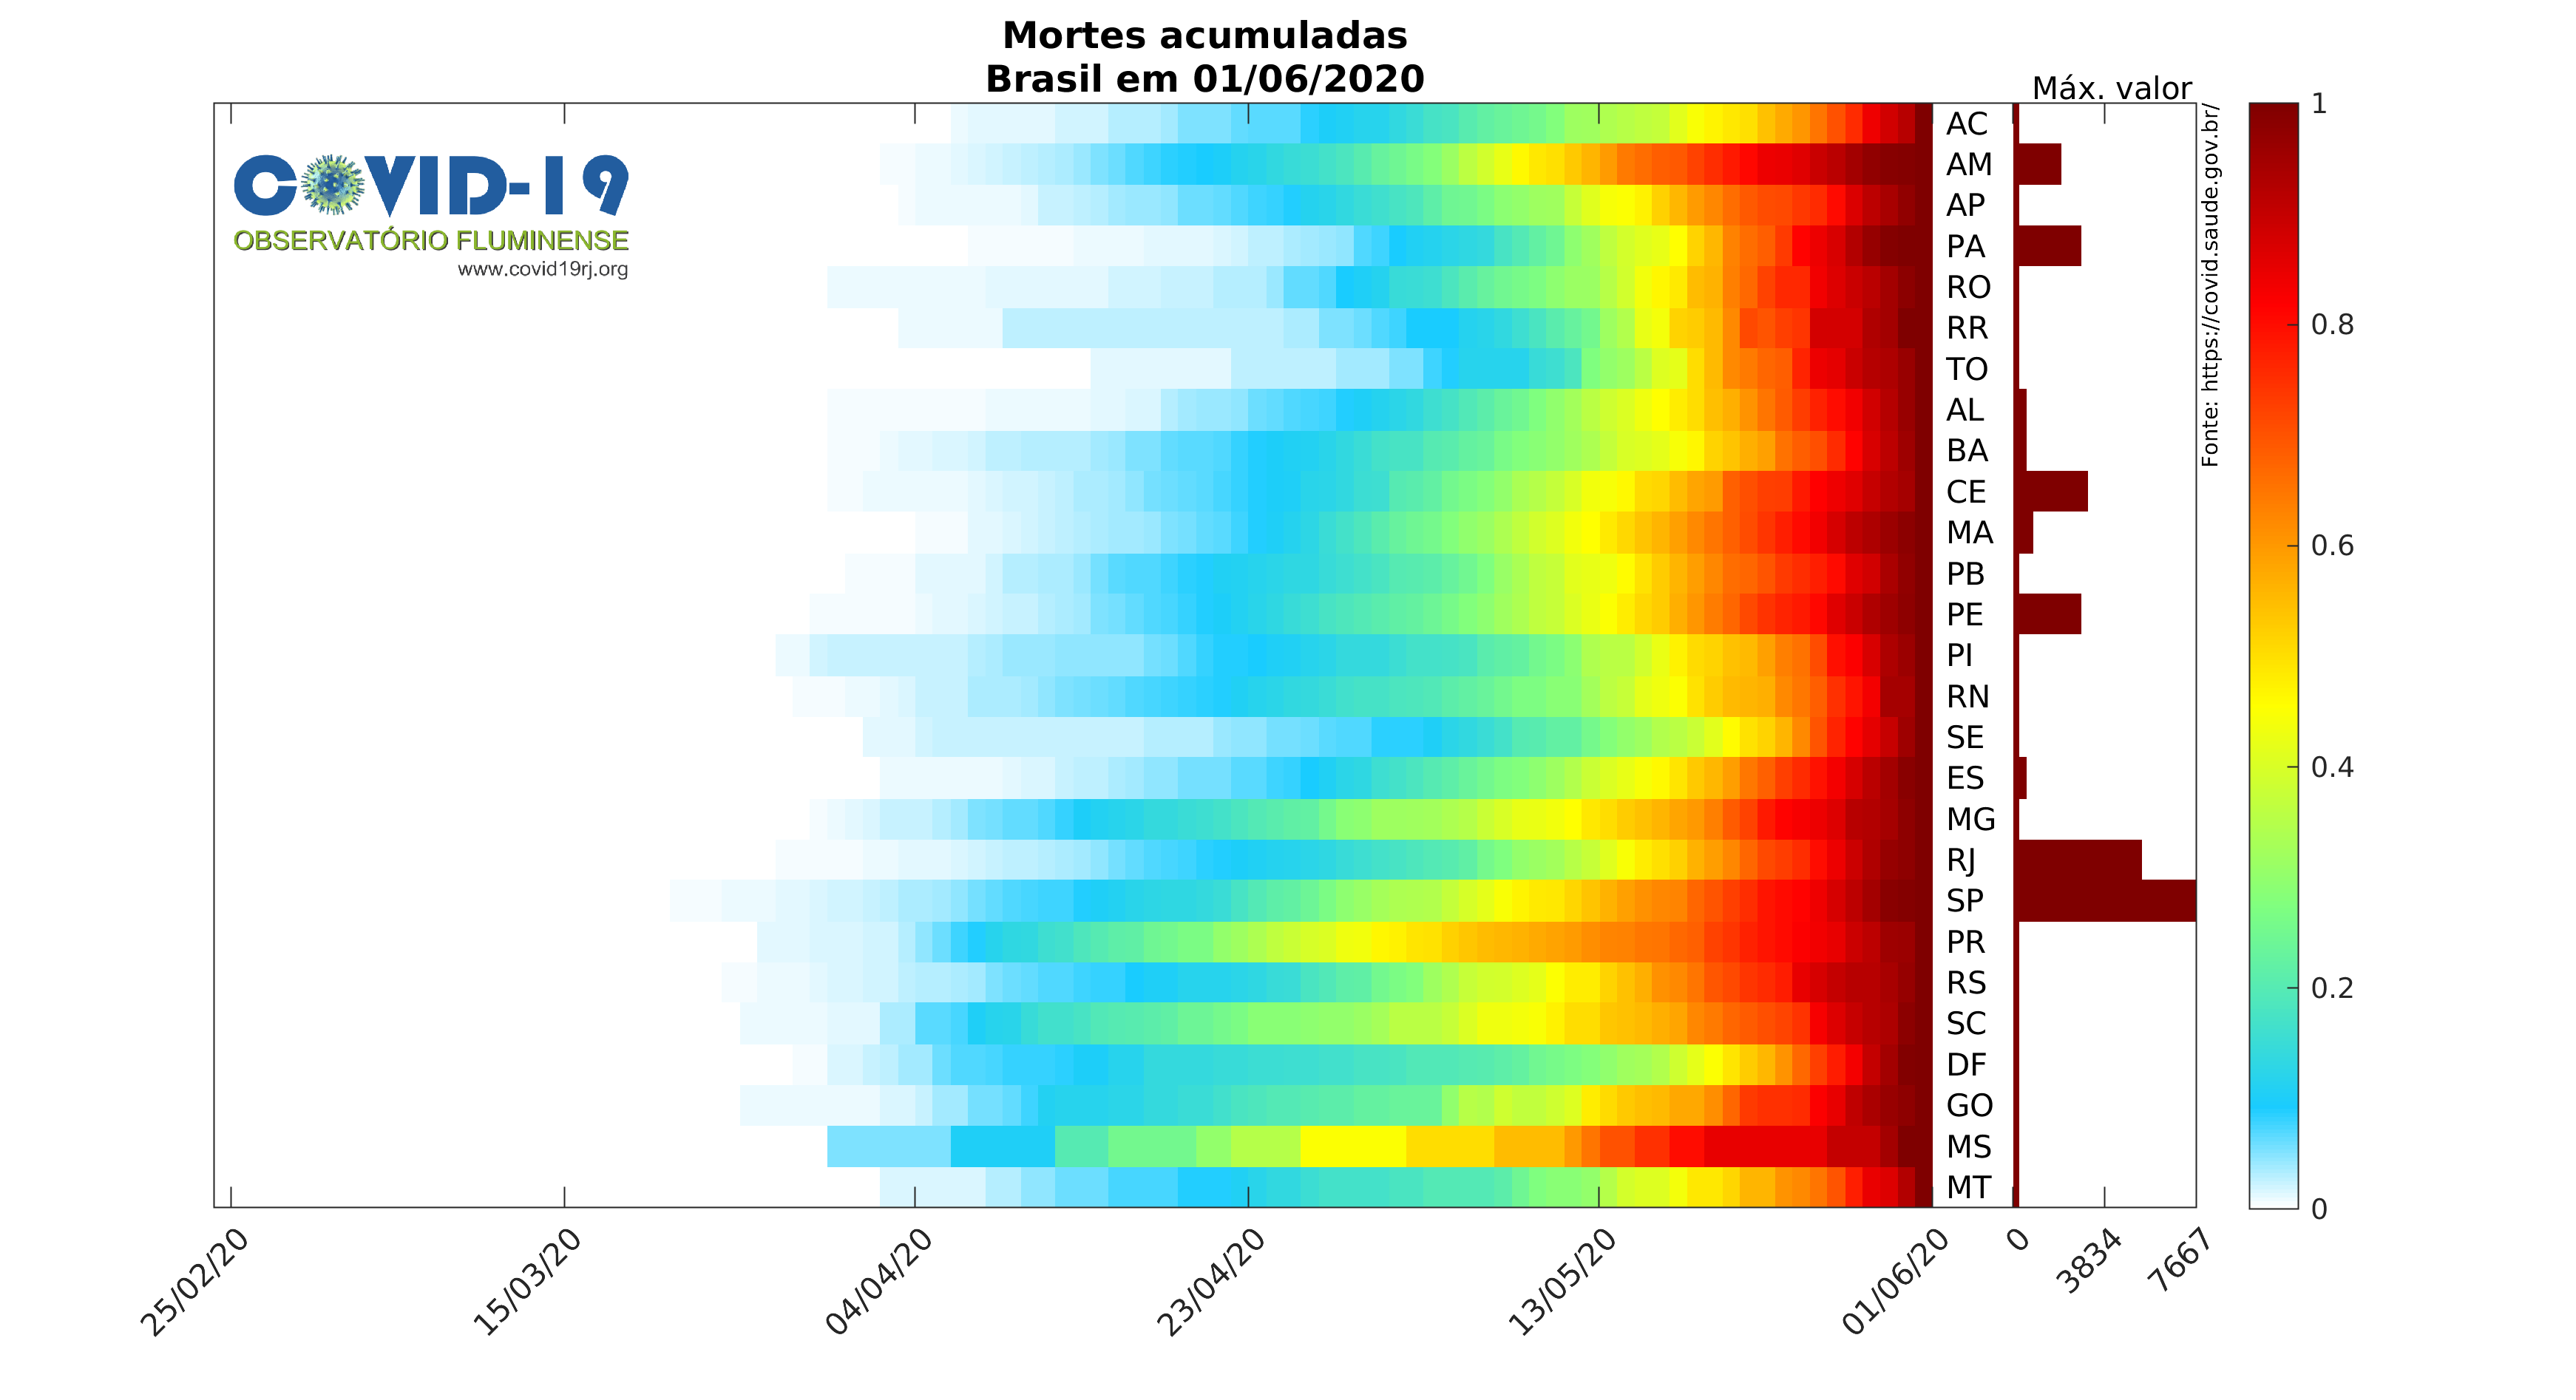 Mortes acumuladas
Brasil em 01/06/2020
Máx. valor
COVID-19
OBSERVATÓRIO FLUMINENSE
www.covid19rj.org
AC
AM
AP
PA
RO
RR
TO
AL
BA
CE
MA
PB
PE
PI
RN
SE
ES
MG
RJ
SP
PR
RS
SC
DF
GO
MS
MT
Fonte: https://covid.saude.gov.br/
1
0.8
0.6
0.4
0.2
0
25/02/20
15/03/20
04/04/20
23/04/20
13/05/20
01/06/20
0
3834
7667